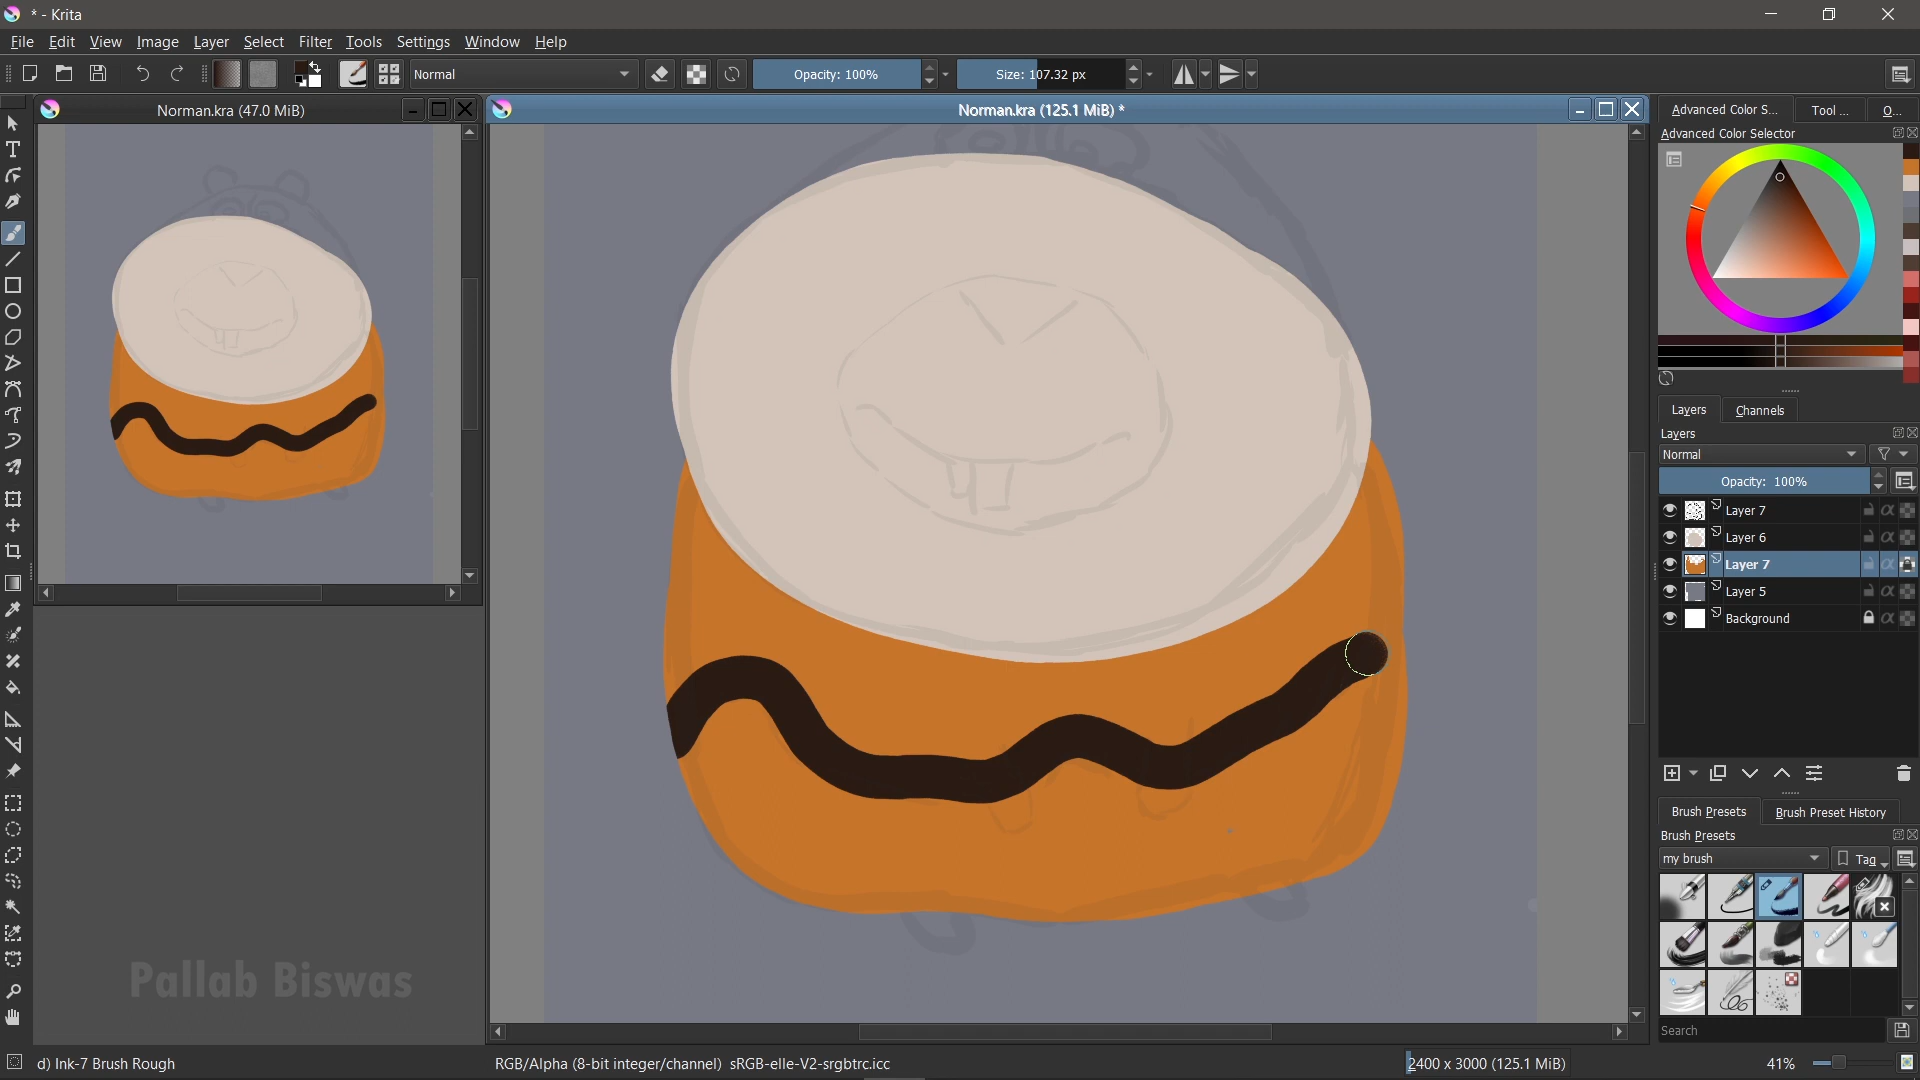 * - Krita
File Edit View Image Layer Select Filter Tools Settings Window Help
Normal Opacity: 100% Size: 107.32 px
Norman.kra (47.0 MiB)
Norman.kra (125.1 MiB) *
Advanced Color S... Tool ... O...
Advanced Color Selector
Layers Channels
Layers
Normal
Opacity: 100%
Layer 7
Layer 6
Layer 7
Layer 5
Background
Brush Presets Brush Preset History
Brush Presets
my brush Tag
Search
Pallab Biswas
d) Ink-7 Brush Rough RGB/Alpha (8-bit integer/channel) sRGB-elle-V2-srgbtrc.icc 2400 x 3000 (125.1 MiB) 41%